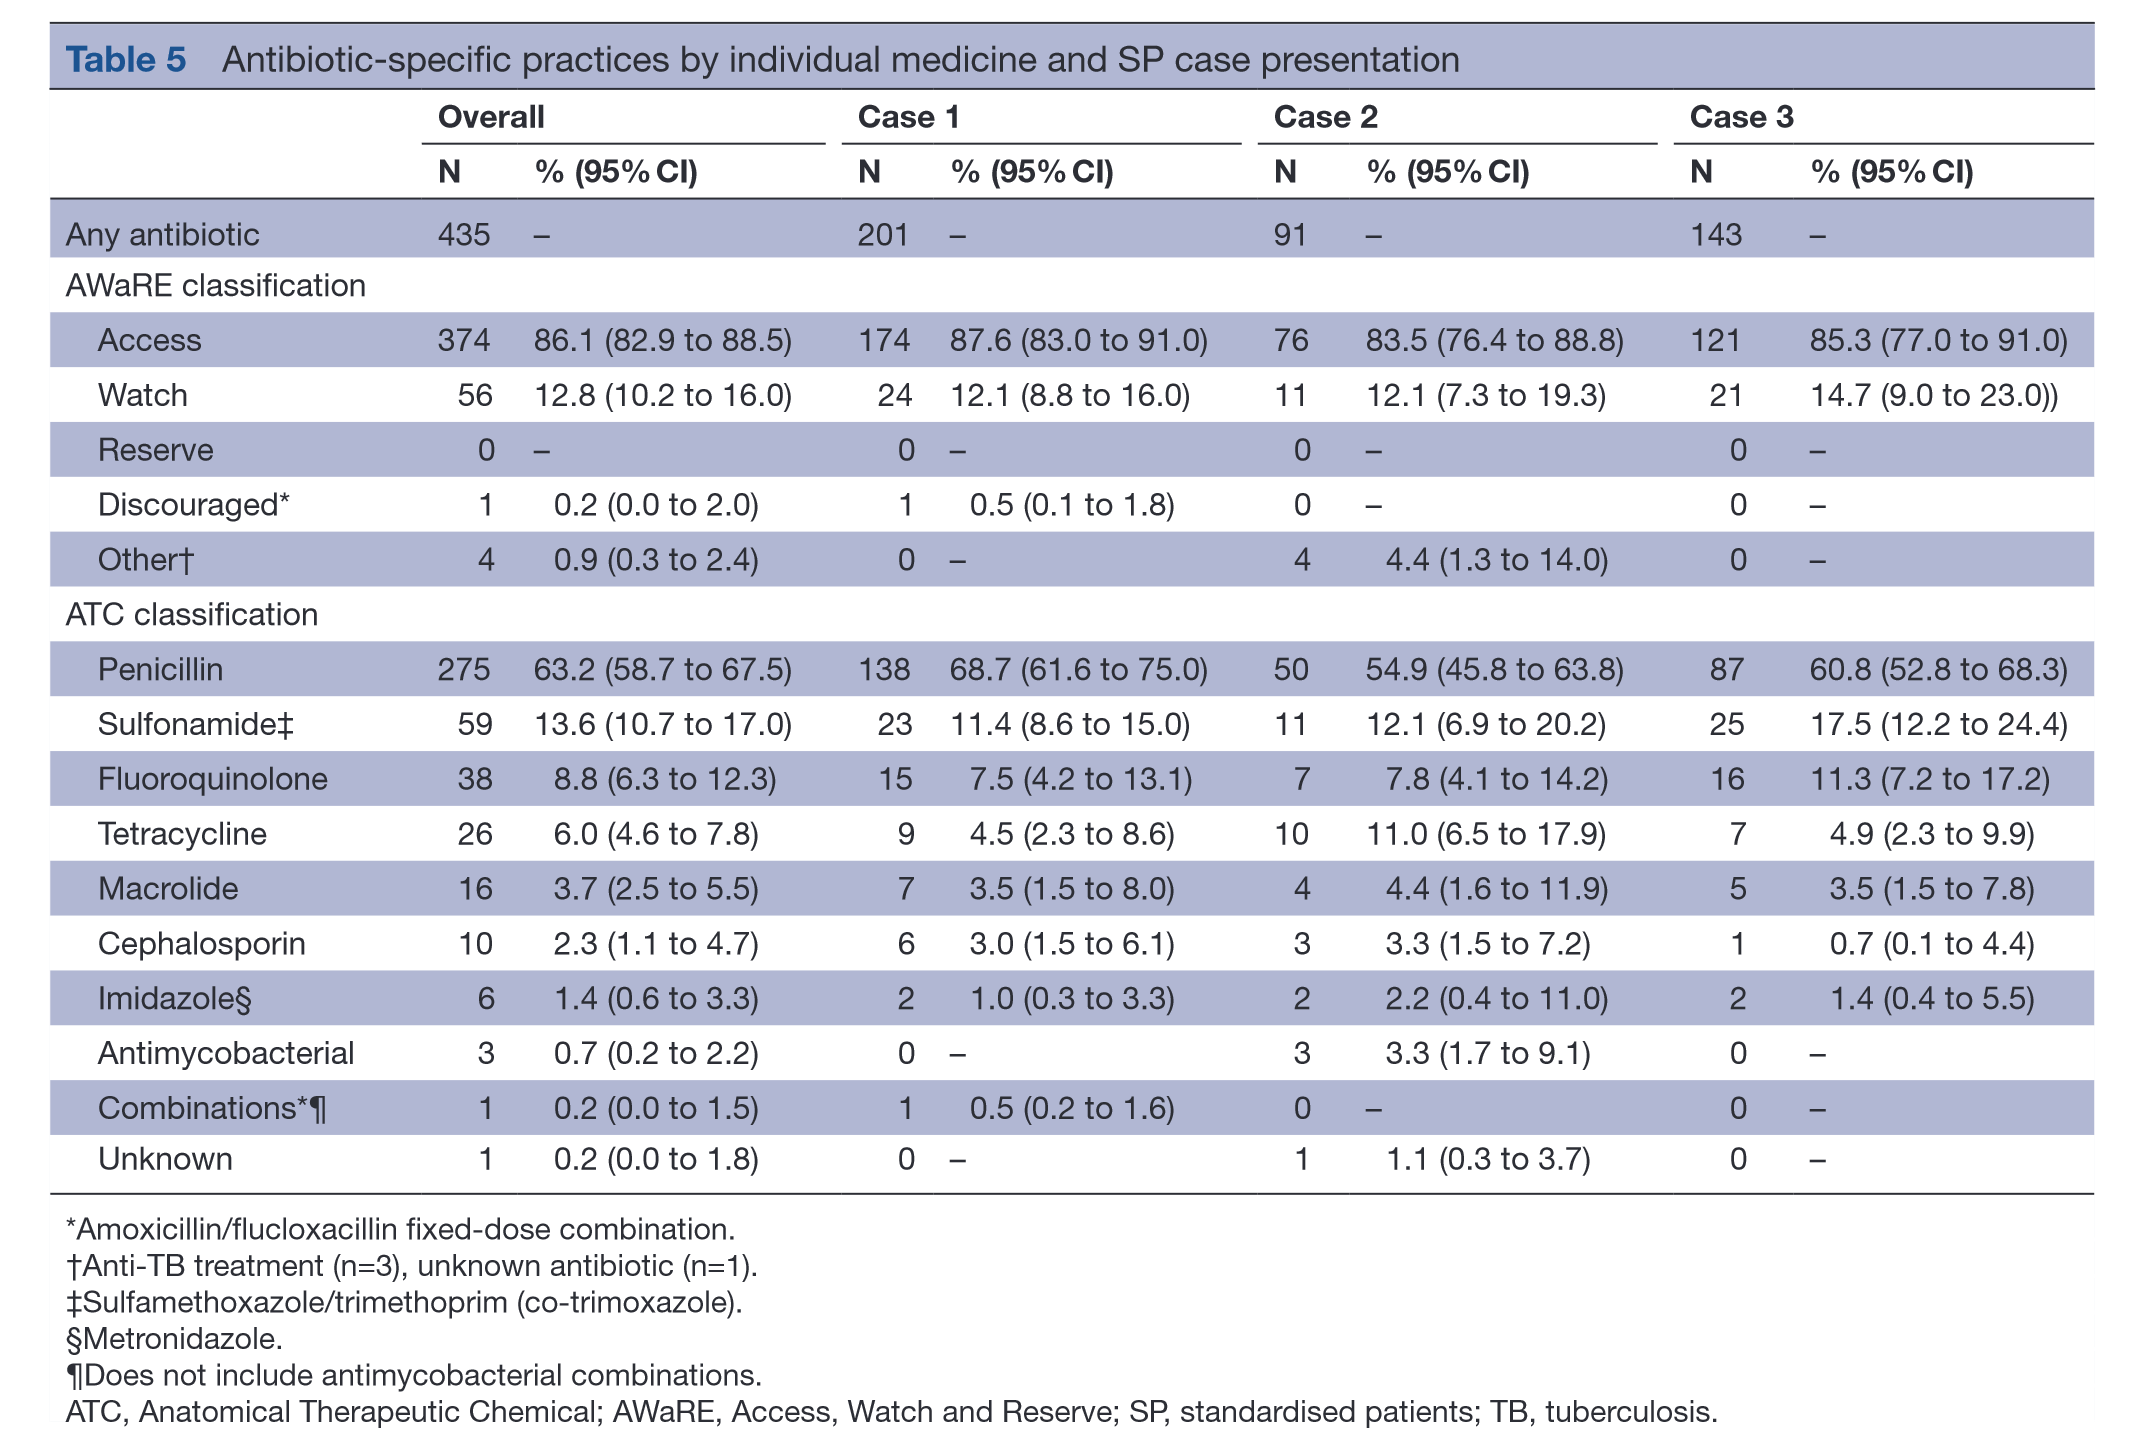 Table 5 Antibiotic-specific practices by individual medicine and SP case presentation
Overall Case 1 Case 2 Case 3
N % (95% CI) N % (95% CI) N % (95% CI) N % (95% CI)
Any antibiotic 435 – 201 – 91 – 143 –
AWaRE classification
Access 374 86.1 (82.9 to 88.5) 174 87.6 (83.0 to 91.0) 76 83.5 (76.4 to 88.8) 121 85.3 (77.0 to 91.0)
Watch 56 12.8 (10.2 to 16.0) 24 12.1 (8.8 to 16.0) 11 12.1 (7.3 to 19.3) 21 14.7 (9.0 to 23.0))
Reserve 0 – 0 – 0 – 0 –
Discouraged* 1 0.2 (0.0 to 2.0) 1 0.5 (0.1 to 1.8) 0 – 0 –
Other† 4 0.9 (0.3 to 2.4) 0 – 4 4.4 (1.3 to 14.0) 0 –
ATC classification
Penicillin 275 63.2 (58.7 to 67.5) 138 68.7 (61.6 to 75.0) 50 54.9 (45.8 to 63.8) 87 60.8 (52.8 to 68.3)
Sulfonamide‡ 59 13.6 (10.7 to 17.0) 23 11.4 (8.6 to 15.0) 11 12.1 (6.9 to 20.2) 25 17.5 (12.2 to 24.4)
Fluoroquinolone 38 8.8 (6.3 to 12.3) 15 7.5 (4.2 to 13.1) 7 7.8 (4.1 to 14.2) 16 11.3 (7.2 to 17.2)
Tetracycline 26 6.0 (4.6 to 7.8) 9 4.5 (2.3 to 8.6) 10 11.0 (6.5 to 17.9) 7 4.9 (2.3 to 9.9)
Macrolide 16 3.7 (2.5 to 5.5) 7 3.5 (1.5 to 8.0) 4 4.4 (1.6 to 11.9) 5 3.5 (1.5 to 7.8)
Cephalosporin 10 2.3 (1.1 to 4.7) 6 3.0 (1.5 to 6.1) 3 3.3 (1.5 to 7.2) 1 0.7 (0.1 to 4.4)
Imidazole§ 6 1.4 (0.6 to 3.3) 2 1.0 (0.3 to 3.3) 2 2.2 (0.4 to 11.0) 2 1.4 (0.4 to 5.5)
Antimycobacterial 3 0.7 (0.2 to 2.2) 0 – 3 3.3 (1.7 to 9.1) 0 –
Combinations*¶ 1 0.2 (0.0 to 1.5) 1 0.5 (0.2 to 1.6) 0 – 0 –
Unknown 1 0.2 (0.0 to 1.8) 0 – 1 1.1 (0.3 to 3.7) 0 –
*Amoxicillin/flucloxacillin fixed-dose combination.
†Anti-TB treatment (n=3), unknown antibiotic (n=1).
‡Sulfamethoxazole/trimethoprim (co-trimoxazole).
§Metronidazole.
¶Does not include antimycobacterial combinations.
ATC, Anatomical Therapeutic Chemical; AWaRE, Access, Watch and Reserve; SP, standardised patients; TB, tuberculosis.